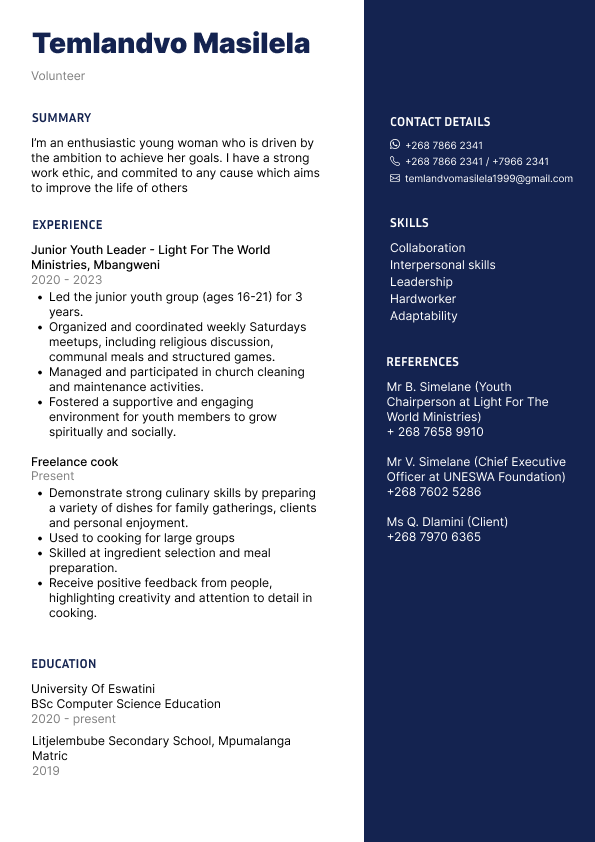 Temlandvo Masilela
Volunteer
SUMMARY
I'm an enthusiastic young woman who is driven by
the ambition to achieve her goals. I have a strong
work ethic, and commited to any cause which aims
to improve the life of others
EXPERIENCE
Junior Youth Leader - Light For The World
Ministries, Mbangweni
2020 - 2023
• Led the junior youth group (ages 16-21) for 3
years.
• Organized and coordinated weekly Saturdays
meetups, including religious discussion,
communal meals and structured games.
• Managed and participated in church cleaning
and maintenance activities.
• Fostered a supportive and engaging
environment for youth members to grow
spiritually and socially.
Freelance cook
Present
• Demonstrate strong culinary skills by preparing
a variety of dishes for family gatherings, clients
and personal enjoyment.
• Used to cooking for large groups
• Skilled at ingredient selection and meal
preparation.
• Receive positive feedback from people,
highlighting creativity and attention to detail in
cooking.
EDUCATION
University Of Eswatini
BSc Computer Science Education
2020 - present
Litjelembube Secondary School, Mpumalanga
Matric
2019
CONTACT DETAILS
+268 7866 2341
+268 7866 2341 / +7966 2341
temlandvomasilela1999@gmail.com
SKILLS
Collaboration
Interpersonal skills
Leadership
Hardworker
Adaptability
REFERENCES
Mr B. Simelane (Youth
Chairperson at Light For The
World Ministries)
+ 268 7658 9910
Mr V. Simelane (Chief Executive
Officer at UNESWA Foundation)
+268 7602 5286
Ms Q. Dlamini (Client)
+268 7970 6365